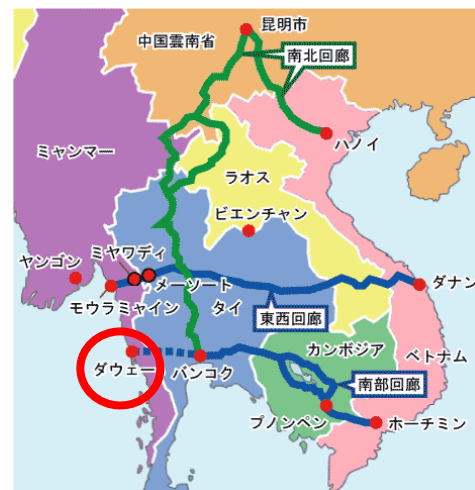 昆明市
中国雲南省
南北回廊
ハノイ
ミャンマー
ラオス
ビエンチャン
ヤンゴン
ミヤワディ
メーソート
モウラミャイン
タイ
ダナン
東西回廊
カンボジア
ベトナム
ダウェー
バンコク
南部回廊
プノンペン
ホーチミン